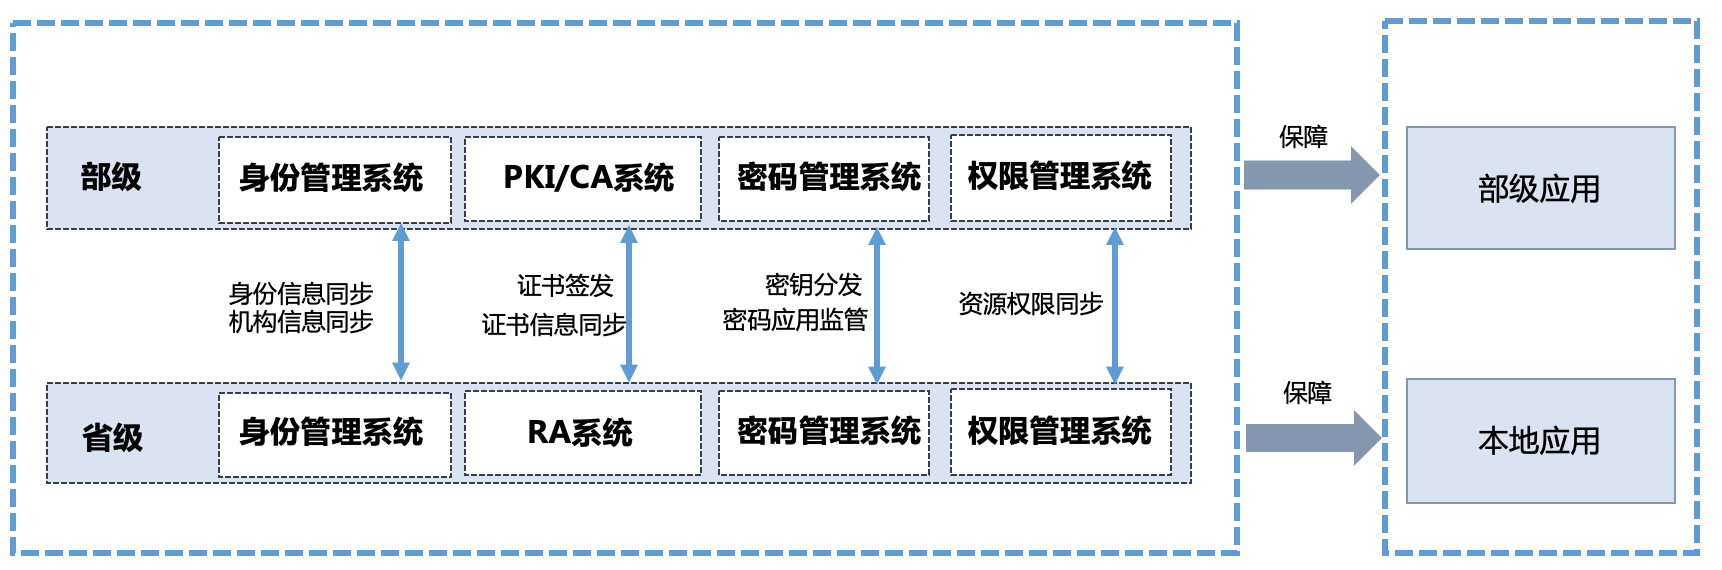 部级
身份管理系统
PKI/CA系统
密码管理系统
权限管理系统
保障
部级应用
身份信息同步
机构信息同步
证书签发
证书信息同步
密钥分发
密码应用监管
资源权限同步
省级
身份管理系统
RA系统
密码管理系统
权限管理系统
保障
本地应用